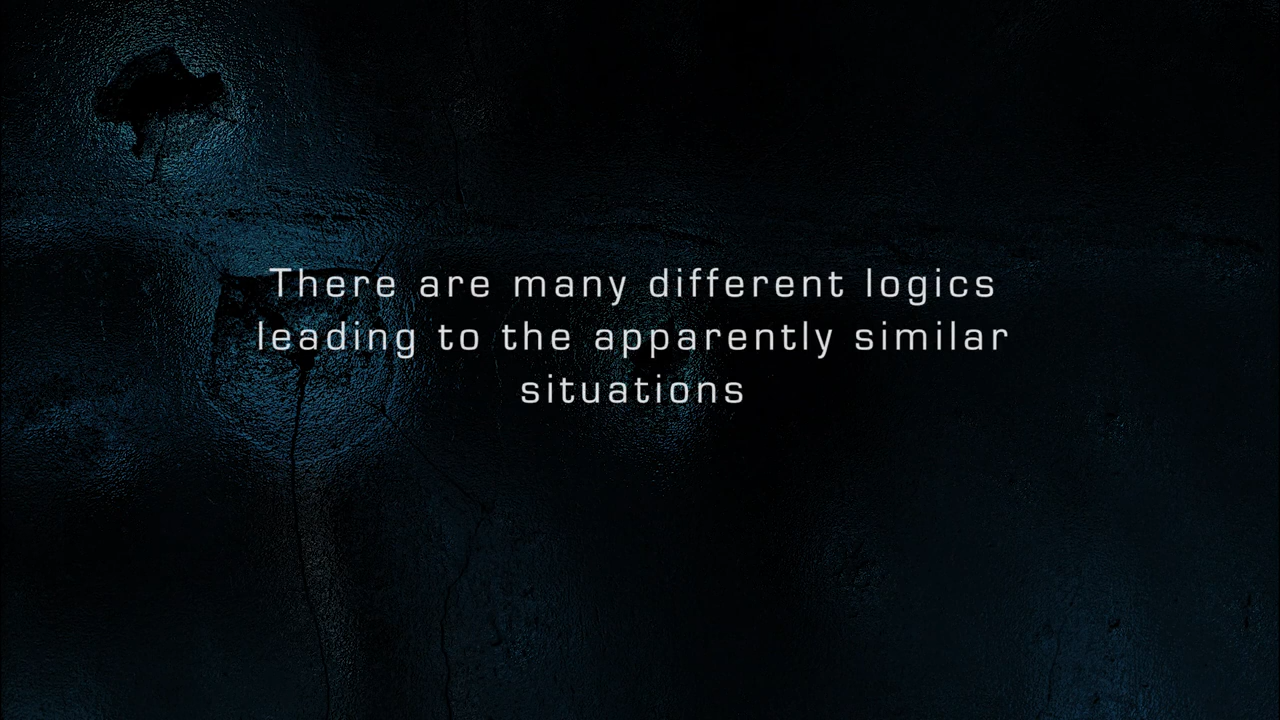 There are many different logics
leading to the apparently similar
situations